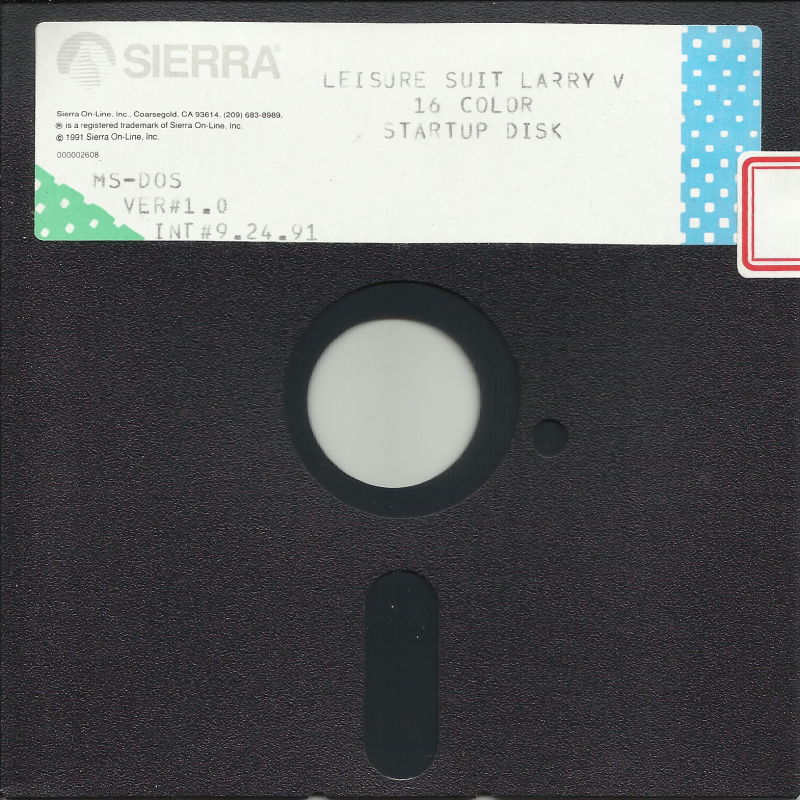 SIERRA®
LEISURE SUIT LARRY V
16 COLOR
STARTUP DISK
Sierra On-Line, Inc., Coarsegold, CA 93614, (209) 683-8989.
® is a registered trademark of Sierra On-Line, Inc.
© 1991 Sierra On-Line, Inc.
000002608
MS-DOS
VER#1.0
INT#9.24.91